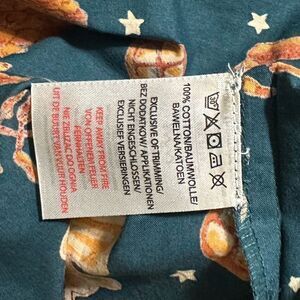 100% COTTON/BAUMWOLLE/
BAWELNA/KATOEN
EXCLUSIVE OF TRIMMING/
BEZ DODATKOW/ APPLIKATIONEN
NICHT EINGESCHLOSSEN/
EXCLUSIEF VERSIERINGEN
KEEP AWAY FROM FIRE
VON OFFENEM FEUER
FERNHALTEN
NIE ZBLIZAC DO OGNIA
UIT DE BUURT VAN VUUR HOUDEN